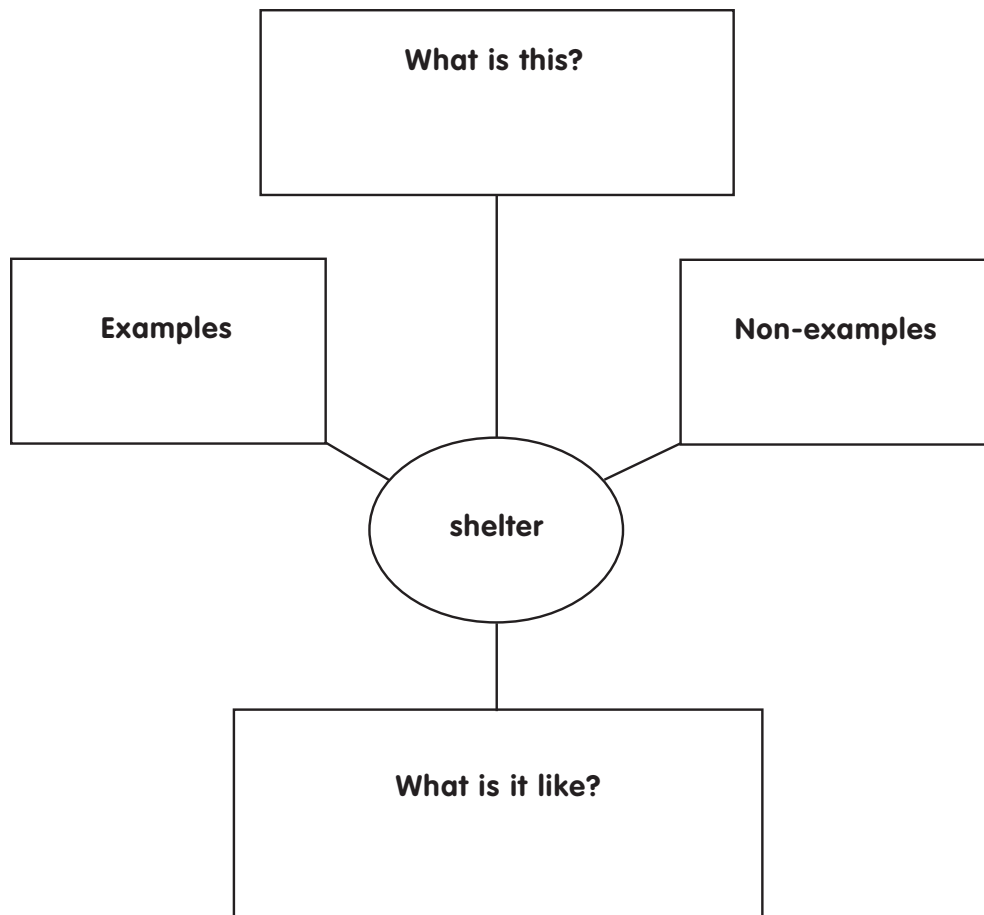 What is this?
Examples
Non-examples
shelter
What is it like?